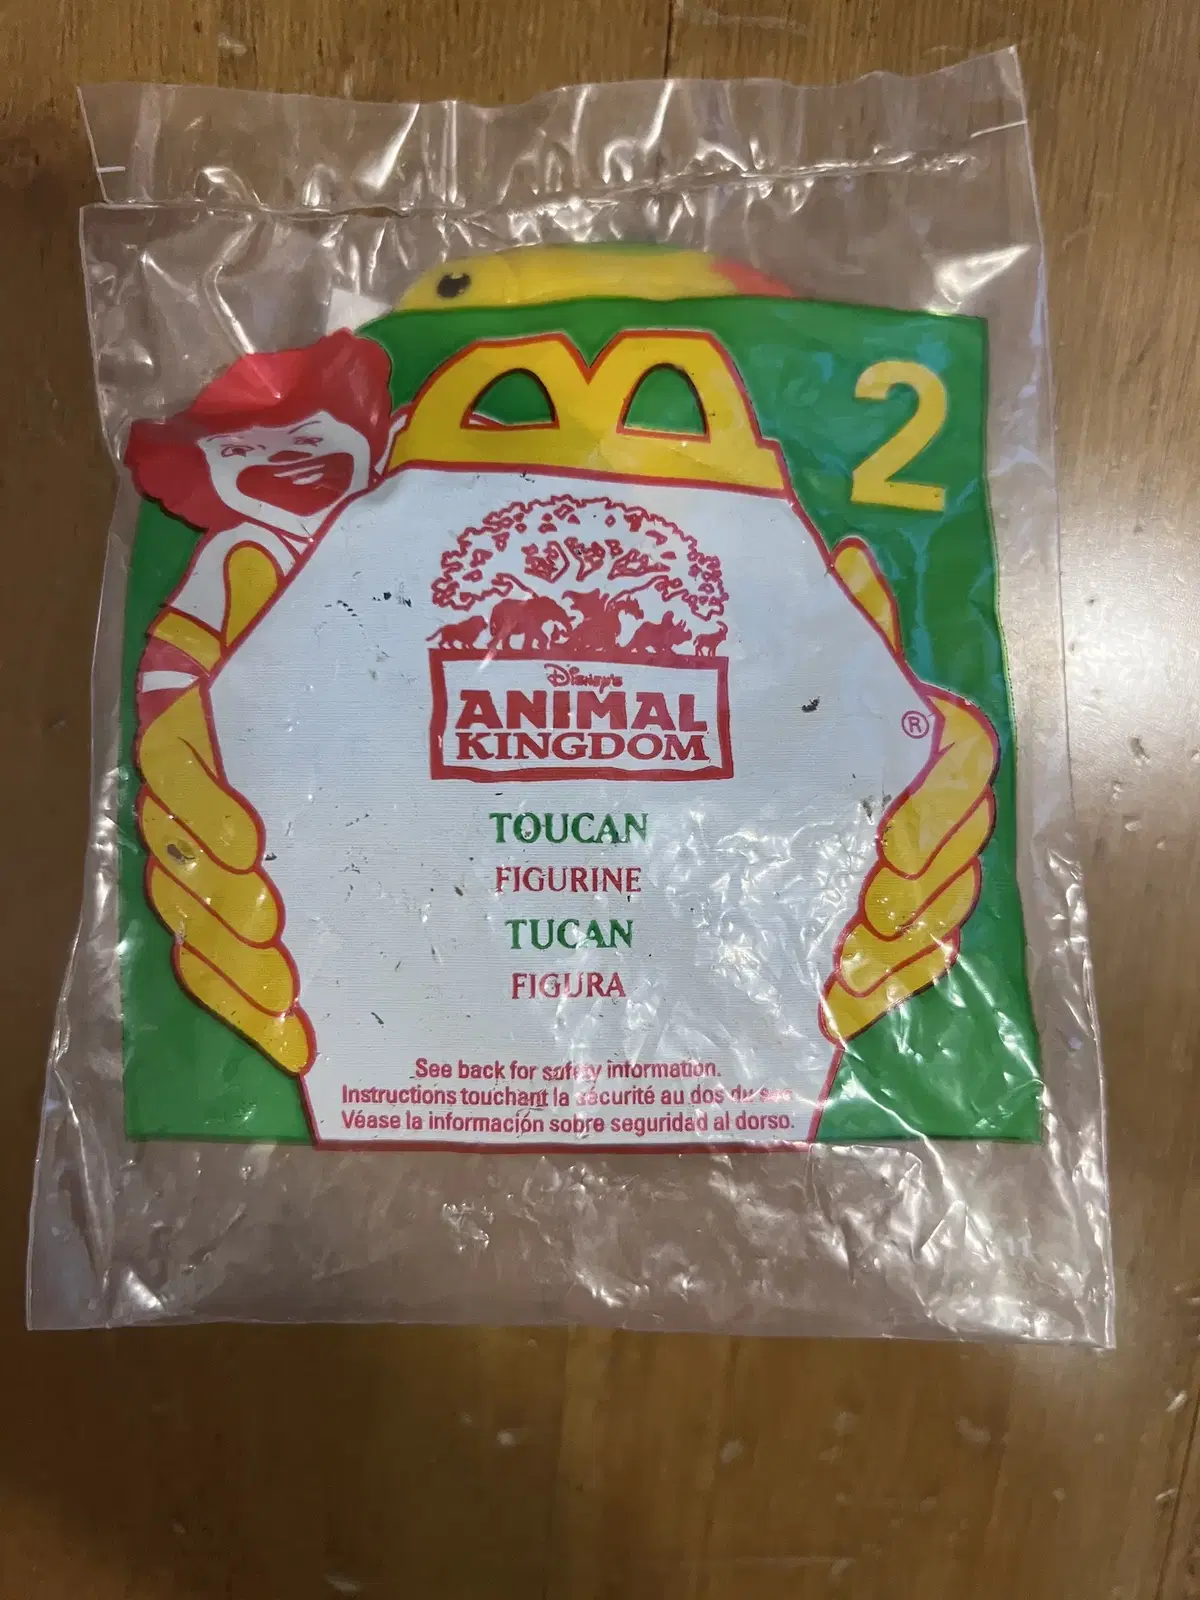 2
DISNEY'S
ANIMAL
KINGDOM
®
TOUCAN
FIGURINE
TUCAN
FIGURA
See back for safety information.
Instructions touchant la sécurité au dos du sac
Véase la información sobre seguridad al dorso.